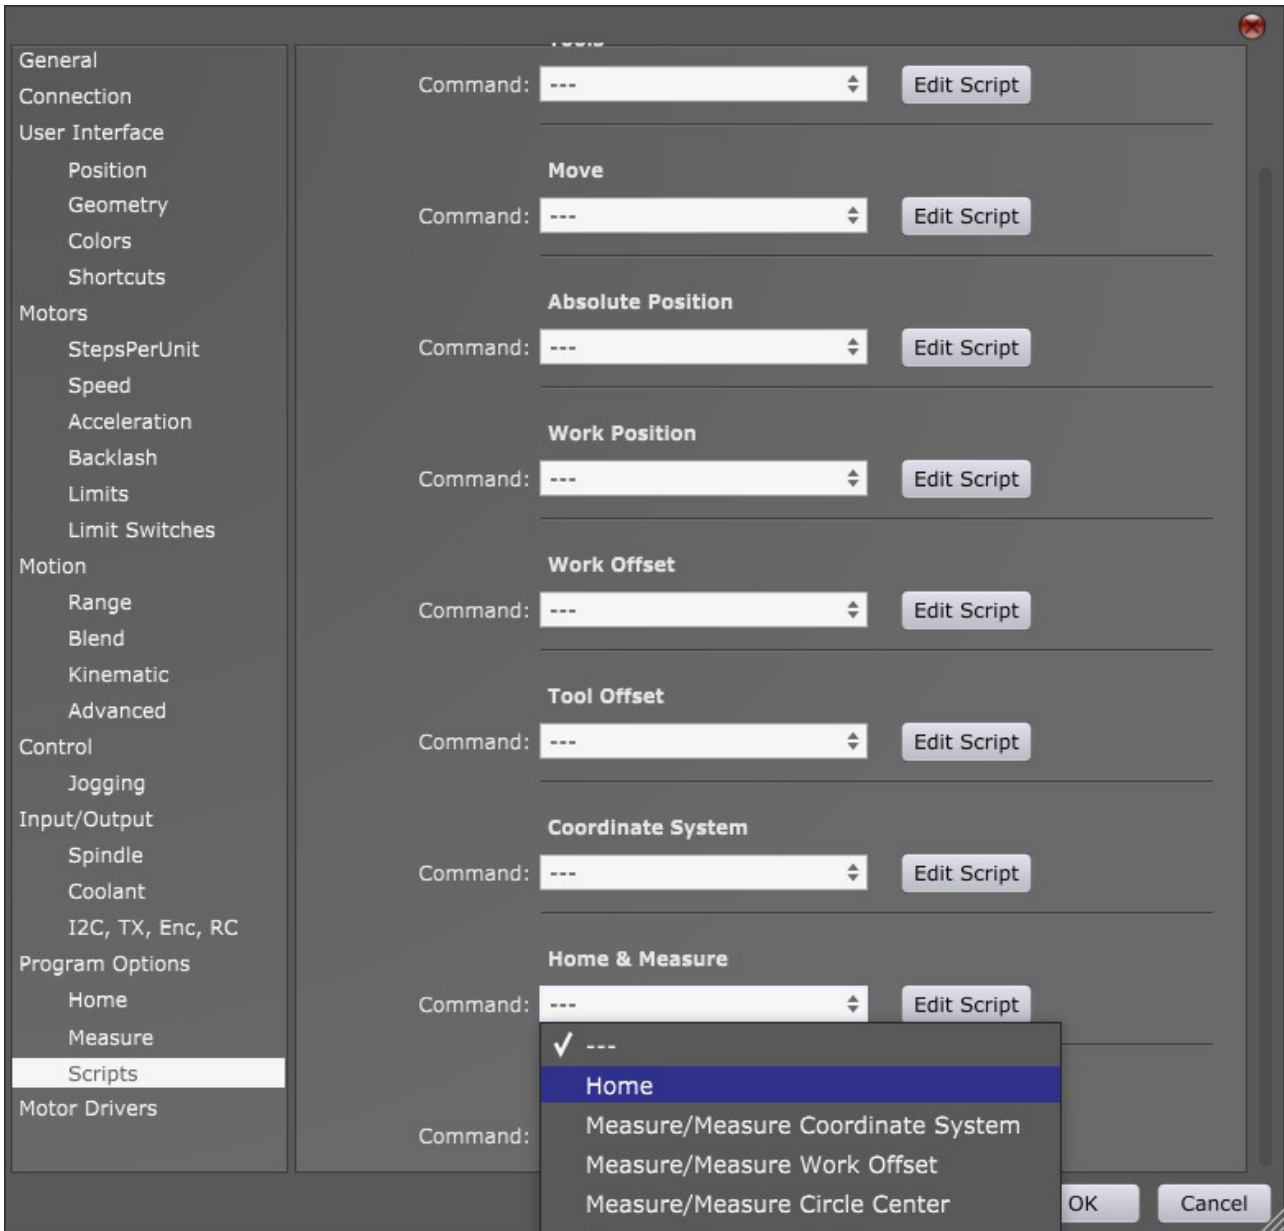 General
Connection
User Interface
Position
Geometry
Colors
Shortcuts
Motors
StepsPerUnit
Speed
Acceleration
Backlash
Limits
Limit Switches
Motion
Range
Blend
Kinematic
Advanced
Control
Jogging
Input/Output
Spindle
Coolant
I2C, TX, Enc, RC
Program Options
Home
Measure
Scripts
Motor Drivers
Tools
Command: --- Edit Script
Move
Command: --- Edit Script
Absolute Position
Command: --- Edit Script
Work Position
Command: --- Edit Script
Work Offset
Command: --- Edit Script
Tool Offset
Command: --- Edit Script
Coordinate System
Command: --- Edit Script
Home & Measure
Command: --- Edit Script
✓ ---
Home
Measure/Measure Coordinate System
Command:
Measure/Measure Work Offset
Measure/Measure Circle Center
OK Cancel